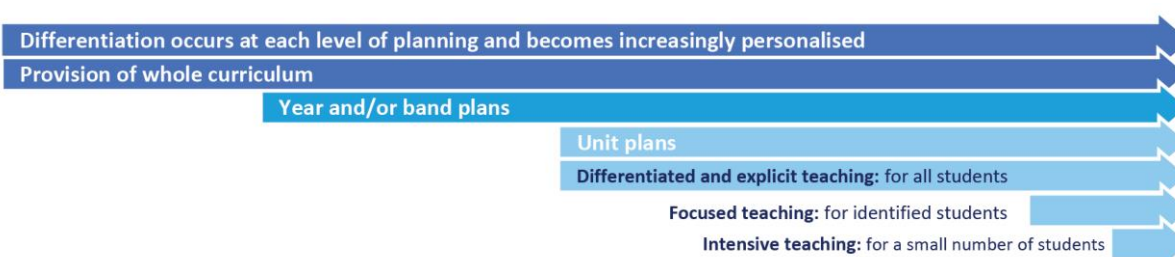 Differentiation occurs at each level of planning and becomes increasingly personalised
Provision of whole curriculum
Year and/or band plans
Unit plans
Differentiated and explicit teaching: for all students
Focused teaching: for identified students
Intensive teaching: for a small number of students